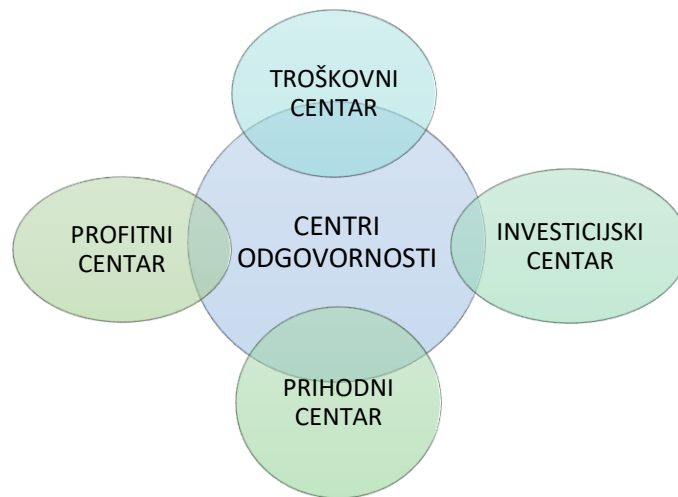 TROŠKOVNI
CENTAR
PROFITNI
CENTAR
CENTRI
ODGOVORNOSTI
INVESTICIJSKI
CENTAR
PRIHODNI
CENTAR